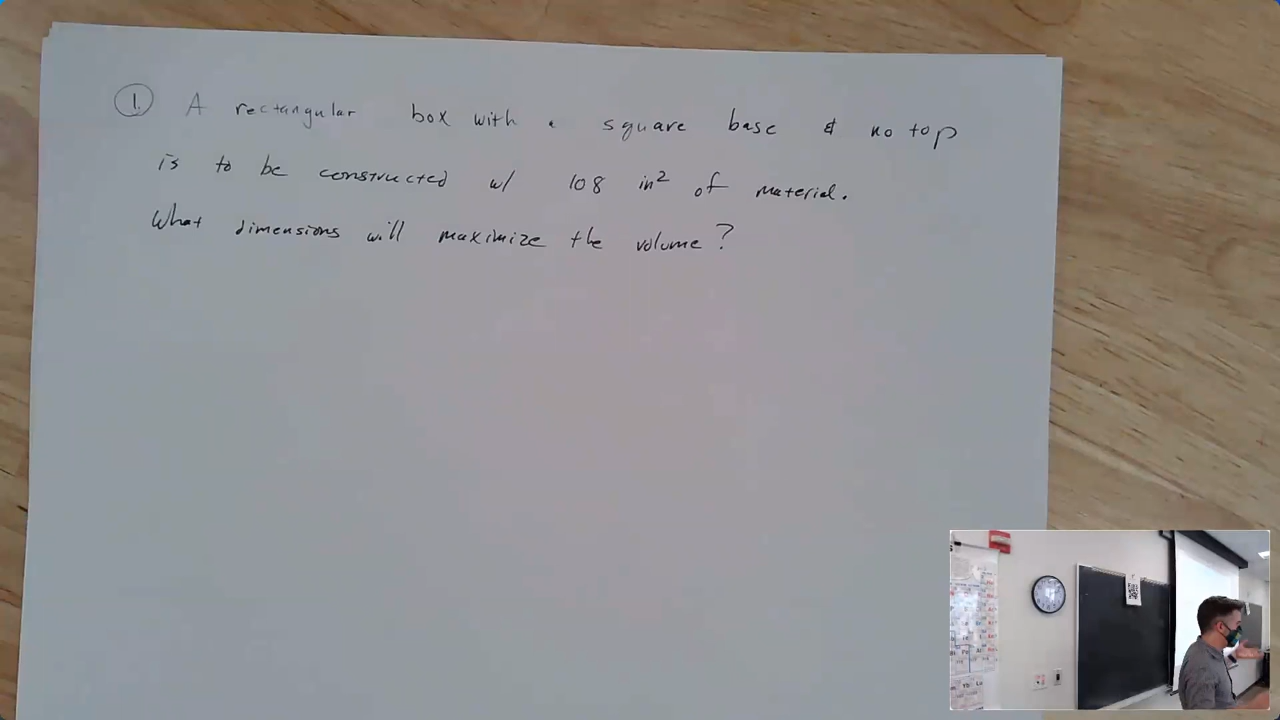 1. A rectangular box with a square base & no top
is to be constructed w/ 108 in² of material.
What dimensions will maximize the volume?